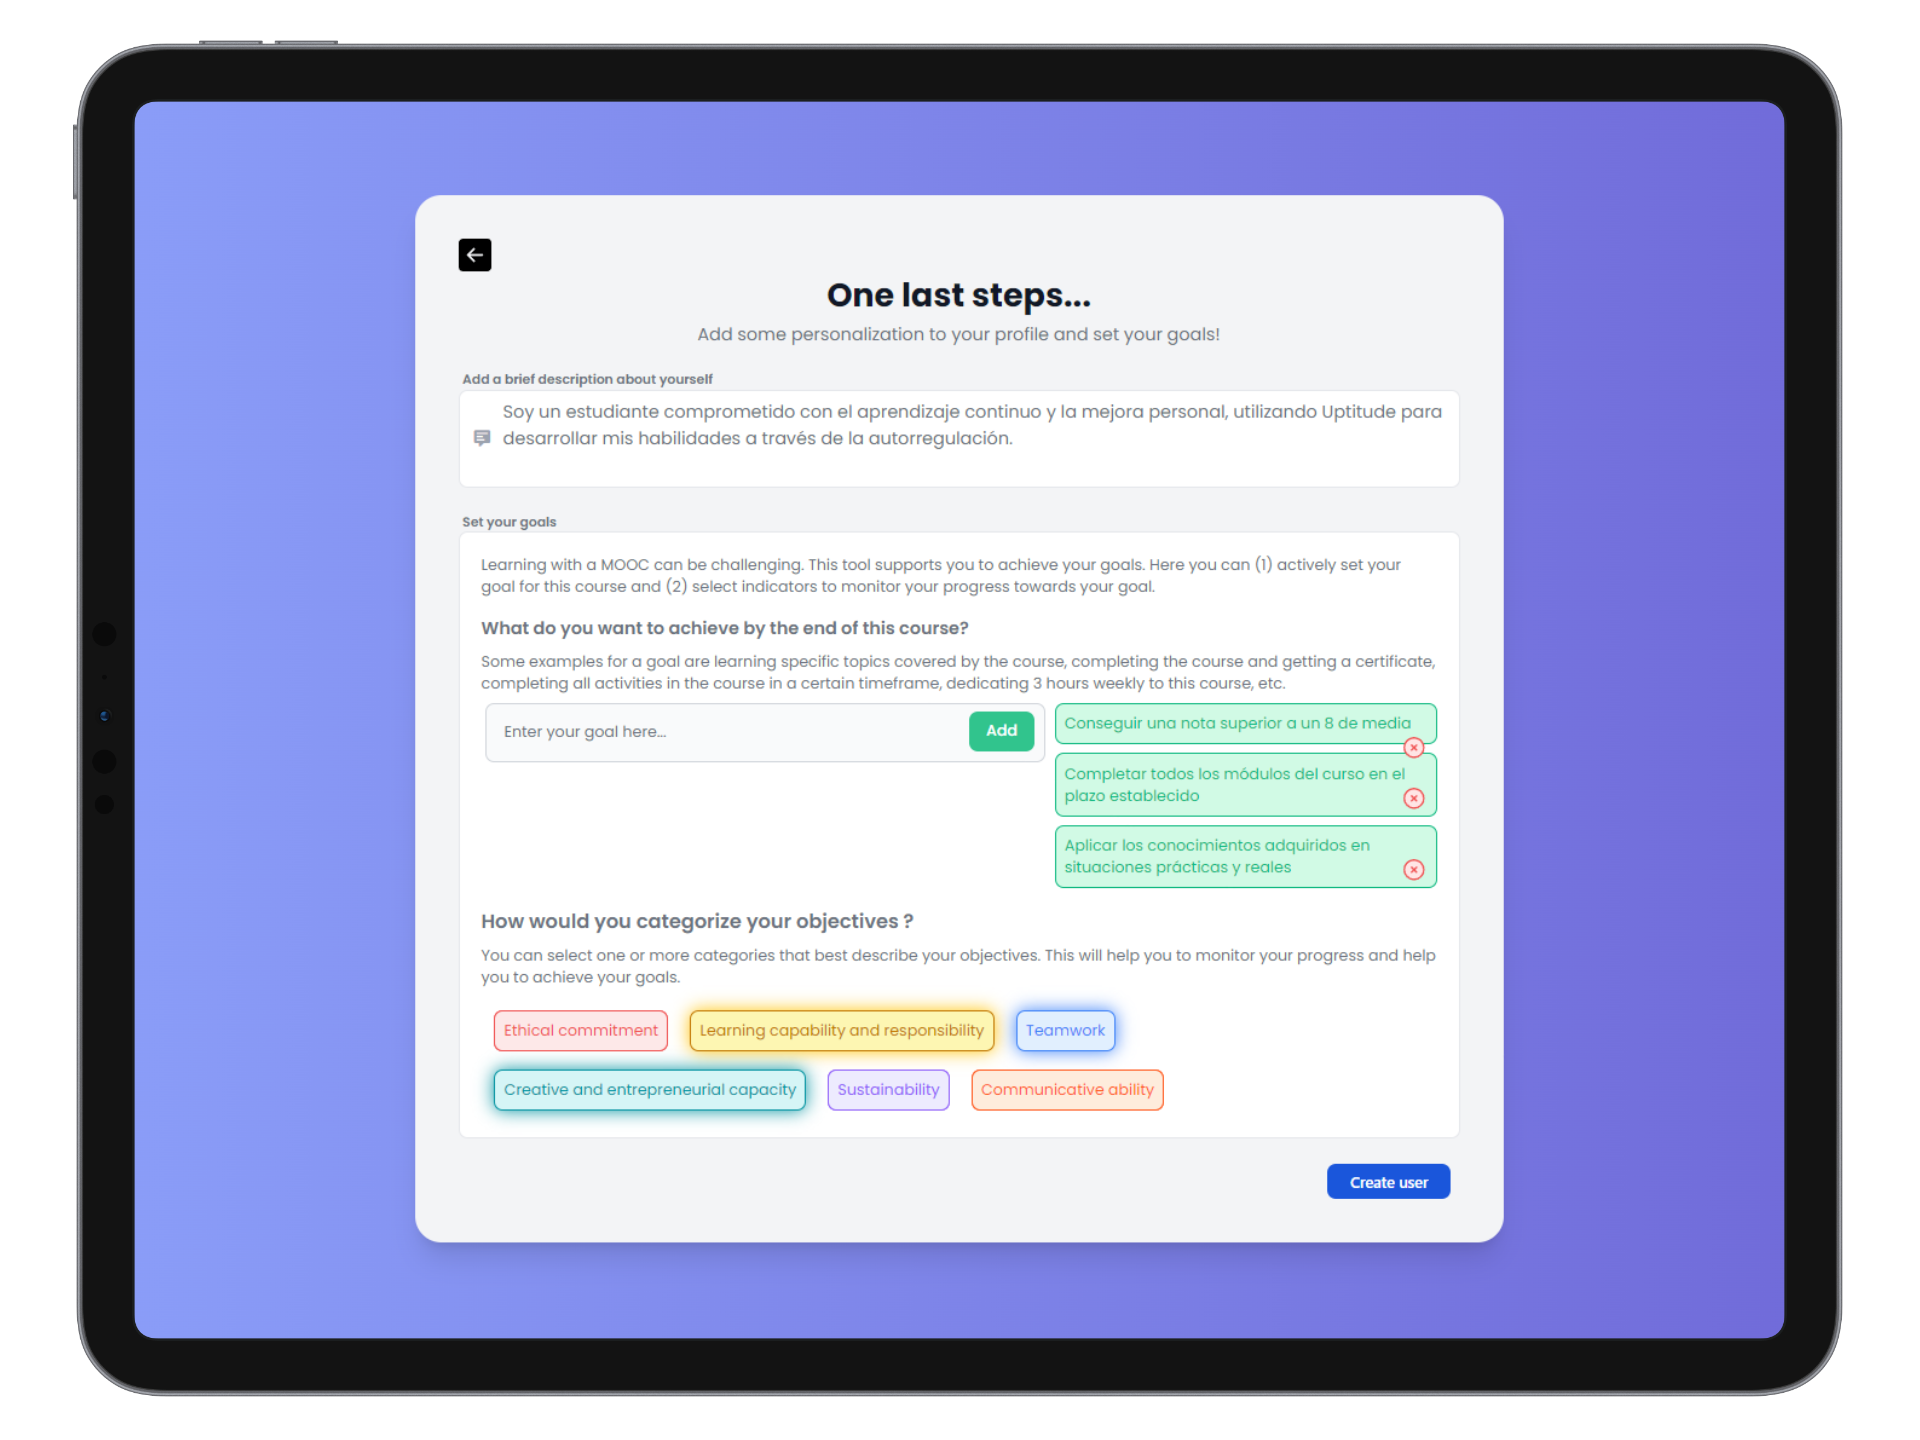 One last steps...
Add some personalization to your profile and set your goals!
Add a brief description about yourself
Soy un estudiante comprometido con el aprendizaje continuo y la mejora personal, utilizando Uptitude para
desarrollar mis habilidades a través de la autorregulación.
Set your goals
Learning with a MOOC can be challenging. This tool supports you to achieve your goals. Here you can (1) actively set your
goal for this course and (2) select indicators to monitor your progress towards your goal.
What do you want to achieve by the end of this course?
Some examples for a goal are learning specific topics covered by the course, completing the course and getting a certificate,
completing all activities in the course in a certain timeframe, dedicating 3 hours weekly to this course, etc.
Enter your goal here...
Add
Conseguir una nota superior a un 8 de media
Completar todos los módulos del curso en el
plazo establecido
Aplicar los conocimientos adquiridos en
situaciones prácticas y reales
How would you categorize your objectives ?
You can select one or more categories that best describe your objectives. This will help you to monitor your progress and help
you to achieve your goals.
Ethical commitment
Learning capability and responsibility
Teamwork
Creative and entrepreneurial capacity
Sustainability
Communicative ability
Create user